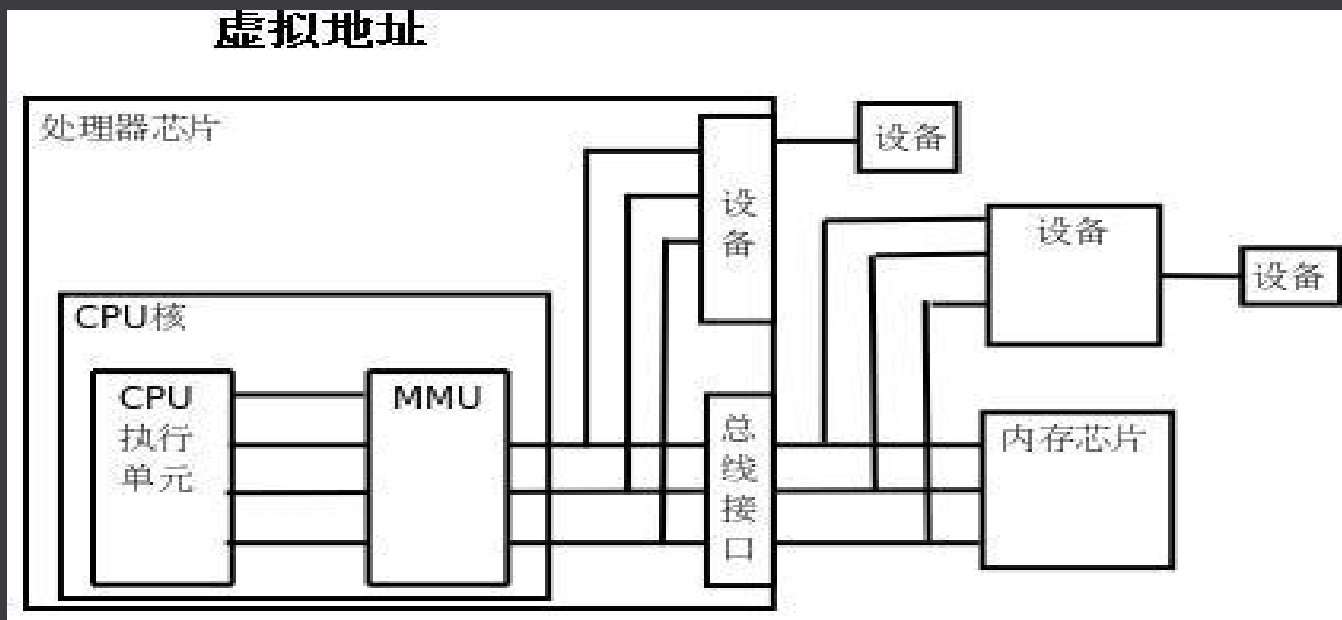 虚拟地址
处理器芯片
设备
设
备
设备
设备
CPU核
CPU
执行
单元
MMU
总
线
接
口
内存芯片